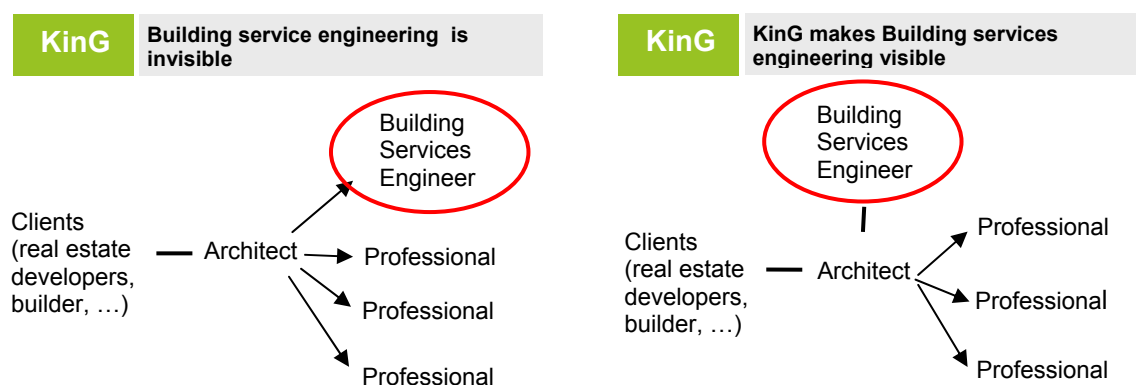 KinG
Building service engineering is
invisible
Building
Services
Engineer
Clients
(real estate
developers,
builder, …)
Architect
Professional
Professional
Professional
KinG
KinG makes Building services
engineering visible
Building
Services
Engineer
Clients
(real estate
developers,
builder, …)
Architect
Professional
Professional
Professional